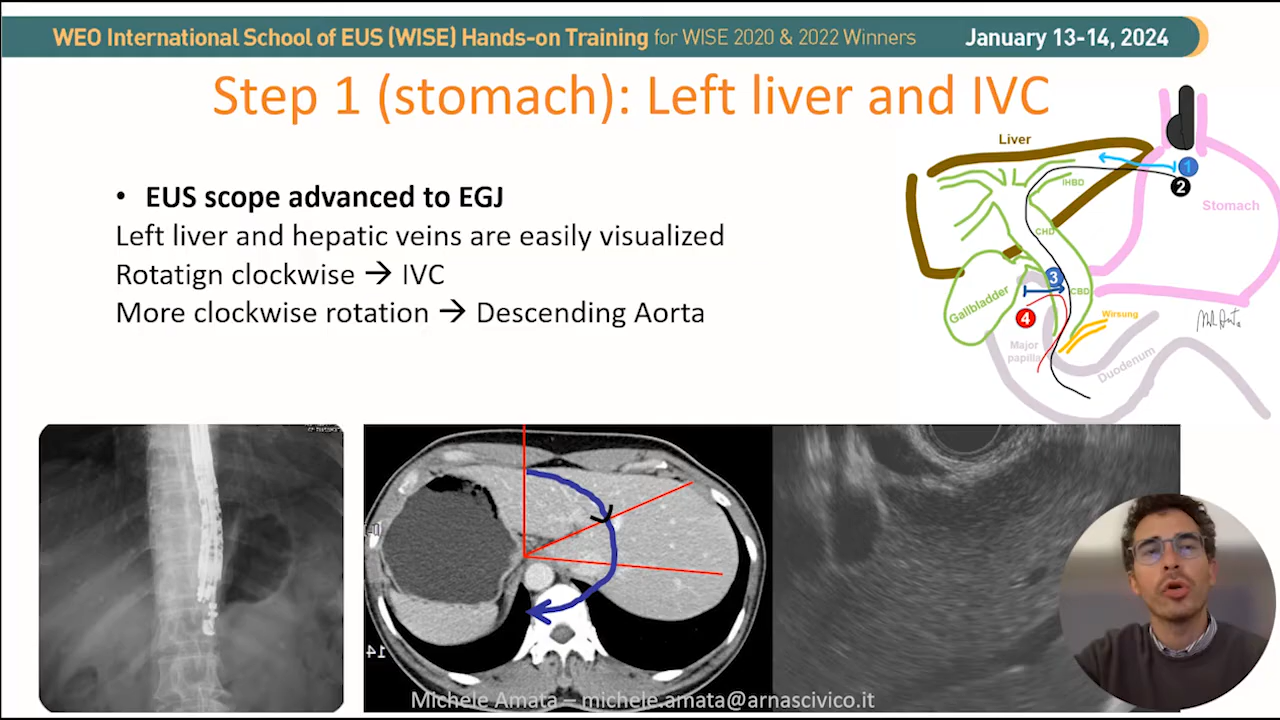 WEO International School of EUS (WISE) Hands-on Training for WISE 2020 & 2022 Winners January 13-14, 2024
Step 1 (stomach): Left liver and IVC
• EUS scope advanced to EGJ
Left liver and hepatic veins are easily visualized
Rotatign clockwise → IVC
More clockwise rotation → Descending Aorta
Liver
1
2
IHBD
Stomach
CHD
3
CBD
Gallbladder
4
Wirsung
Major
papilla
Duodenum
14
Michele Amata – michele.amata@arnascivico.it